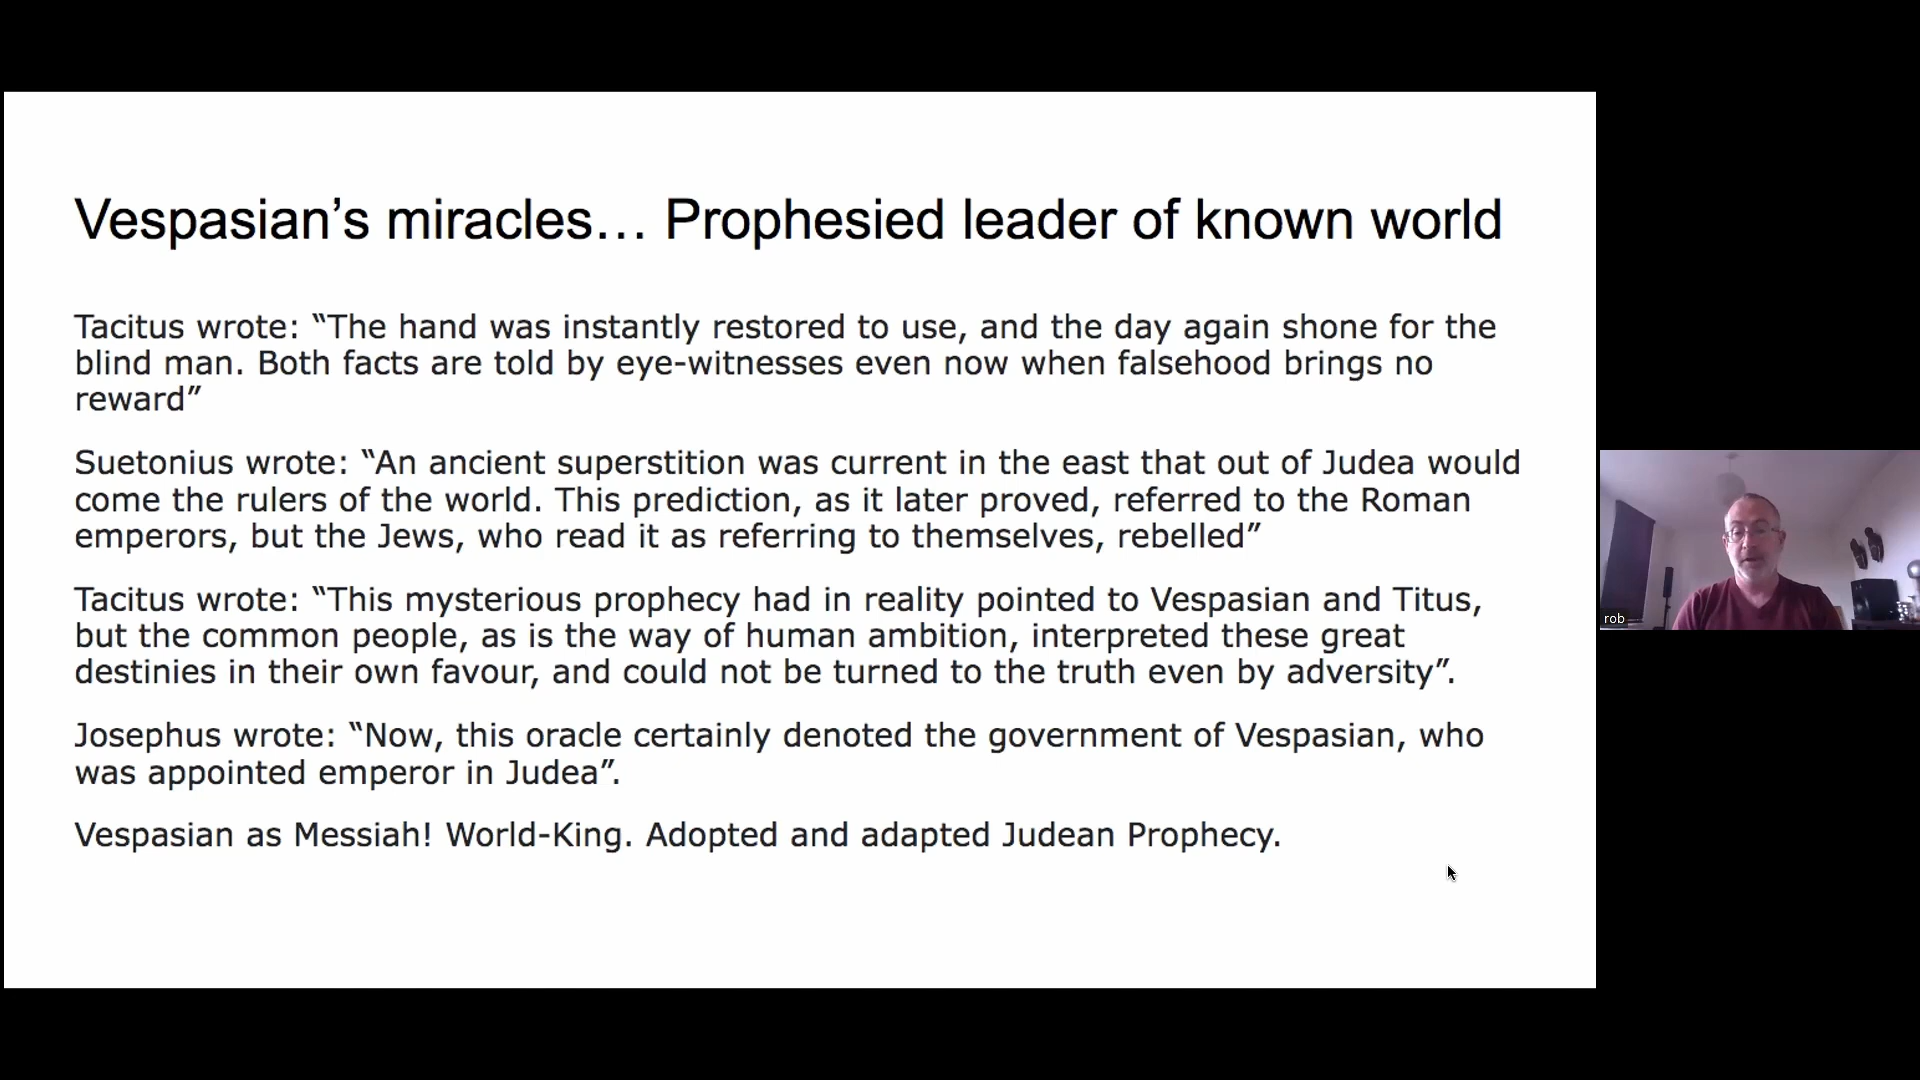 Vespasian’s miracles… Prophesied leader of known world
Tacitus wrote: “The hand was instantly restored to use, and the day again shone for the
blind man. Both facts are told by eye-witnesses even now when falsehood brings no
reward”
Suetonius wrote: “An ancient superstition was current in the east that out of Judea would
come the rulers of the world. This prediction, as it later proved, referred to the Roman
emperors, but the Jews, who read it as referring to themselves, rebelled”
Tacitus wrote: “This mysterious prophecy had in reality pointed to Vespasian and Titus,
but the common people, as is the way of human ambition, interpreted these great
destinies in their own favour, and could not be turned to the truth even by adversity”.
Josephus wrote: “Now, this oracle certainly denoted the government of Vespasian, who
was appointed emperor in Judea”.
Vespasian as Messiah! World-King. Adopted and adapted Judean Prophecy.
rob